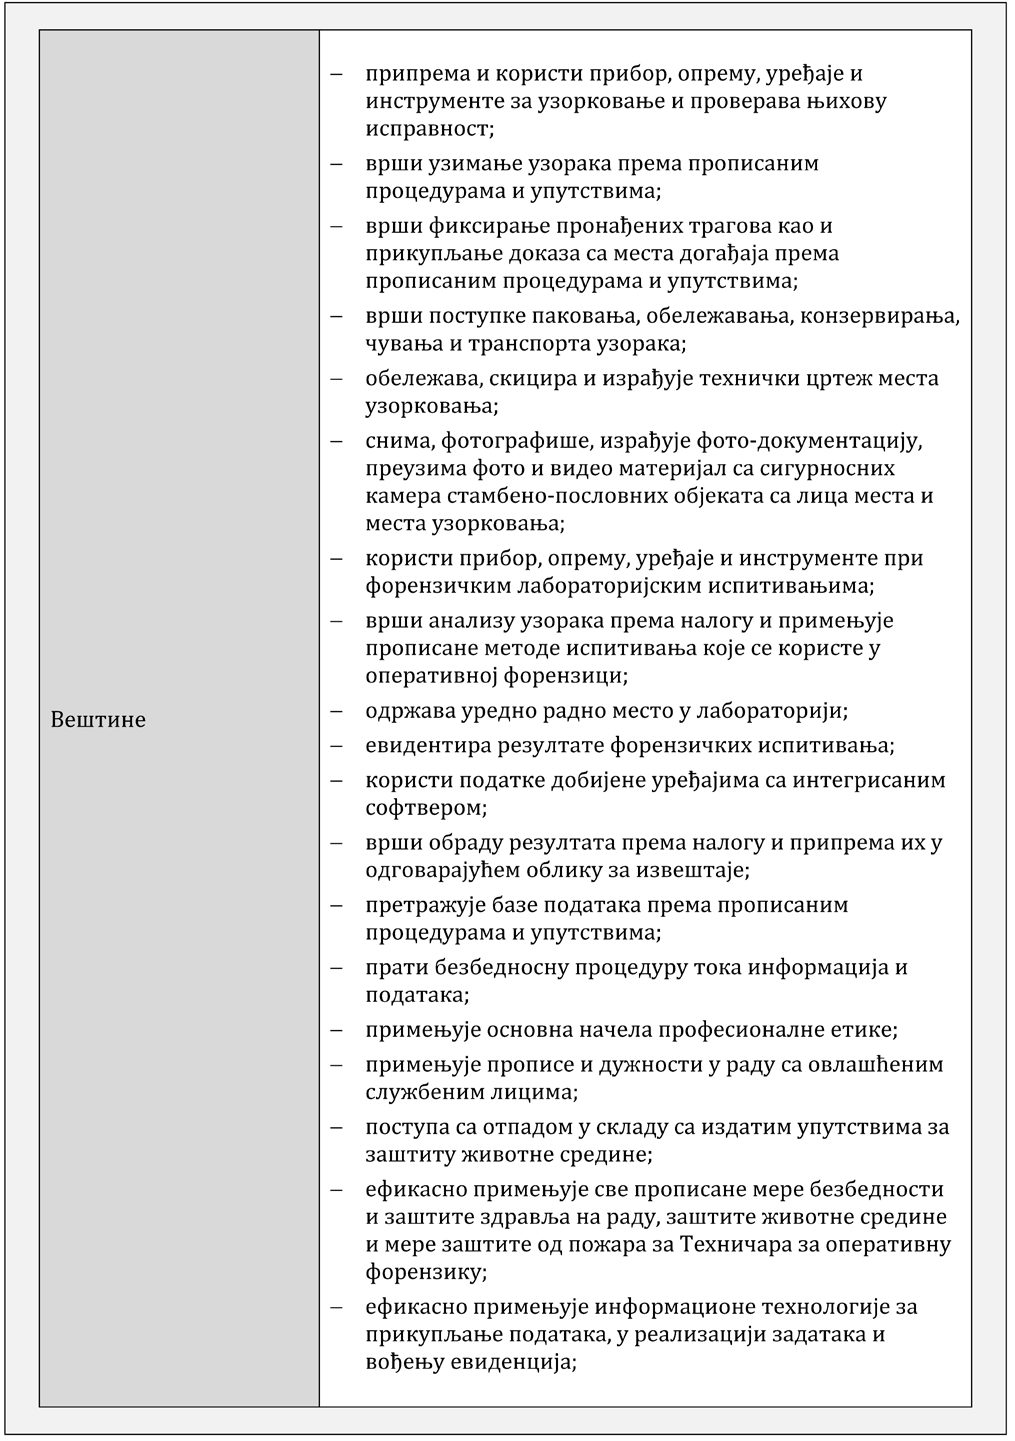 Вештине
– припрема и користи прибор, опрему, уређаје и
инструменте за узорковање и проверава њихову
исправност;
– врши узимање узорака према прописаним
процедурама и упутствима;
– врши фиксирање пронађених трагова као и
прикупљање доказа са места догађаја према
прописаним процедурама и упутствима;
– врши поступке паковања, обележавања, конзервирања,
чувања и транспорта узорака;
– обележава, скицира и израђује технички цртеж места
узорковања;
– снима, фотографише, израђује фото-документацију,
преузима фото и видео материјал са сигурносних
камера стамбено-пословних објеката са лица места и
места узорковања;
– користи прибор, опрему, уређаје и инструменте при
форензичким лабораторијским испитивањима;
– врши анализу узорака према налогу и примењује
прописане методе испитивања које се користе у
оперативној форензици;
– одржава уредно радно место у лабораторији;
– евидентира резултате форензичких испитивања;
– користи податке добијене уређајима са интегрисаним
софтвером;
– врши обраду резултата према налогу и припрема их у
одговарајућем облику за извештаје;
– претражује базе података према прописаним
процедурама и упутствима;
– прати безбедносну процедуру тока информација и
података;
– примењује основна начела професионалне етике;
– примењује прописе и дужности у раду са овлашћеним
службеним лицима;
– поступа са отпадом у складу са издатим упутствима за
заштиту животне средине;
– ефикасно примењује све прописане мере безбедности
и заштите здравља на раду, заштите животне средине
и мере заштите од пожара за Техничара за оперативну
форензику;
– ефикасно примењује информационе технологије за
прикупљање података, у реализацији задатака и
вођењу евиденција;